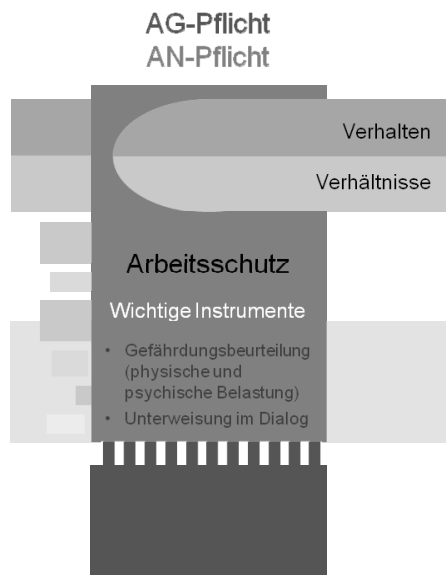 AG-Pflicht
AN-Pflicht
Verhalten
Verhältnisse
Arbeitsschutz
Wichtige Instrumente
• Gefährdungsbeurteilung
(physische und
psychische Belastung)
• Unterweisung im Dialog